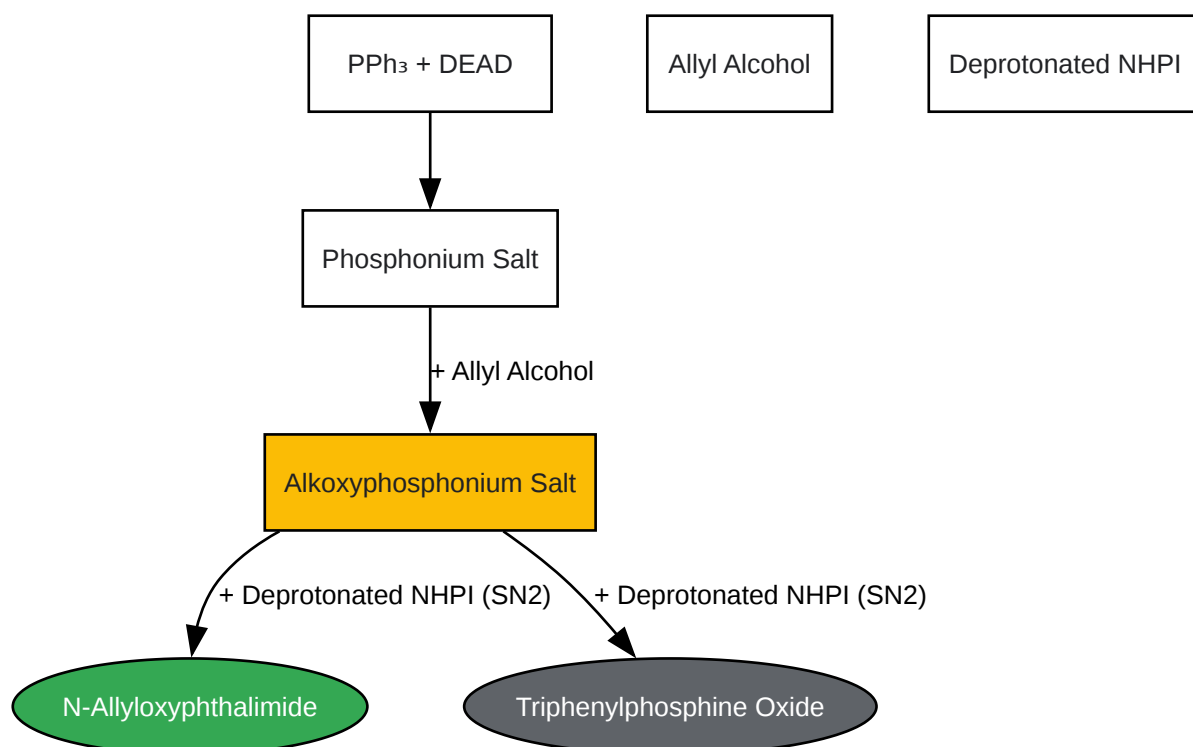 PPh₃ + DEAD
Allyl Alcohol
Deprotonated NHPI
Phosphonium Salt
+ Allyl Alcohol
Alkoxyphosphonium Salt
+ Deprotonated NHPI (SN2)
+ Deprotonated NHPI (SN2)
N-Allyloxyphthalimide
Triphenylphosphine Oxide